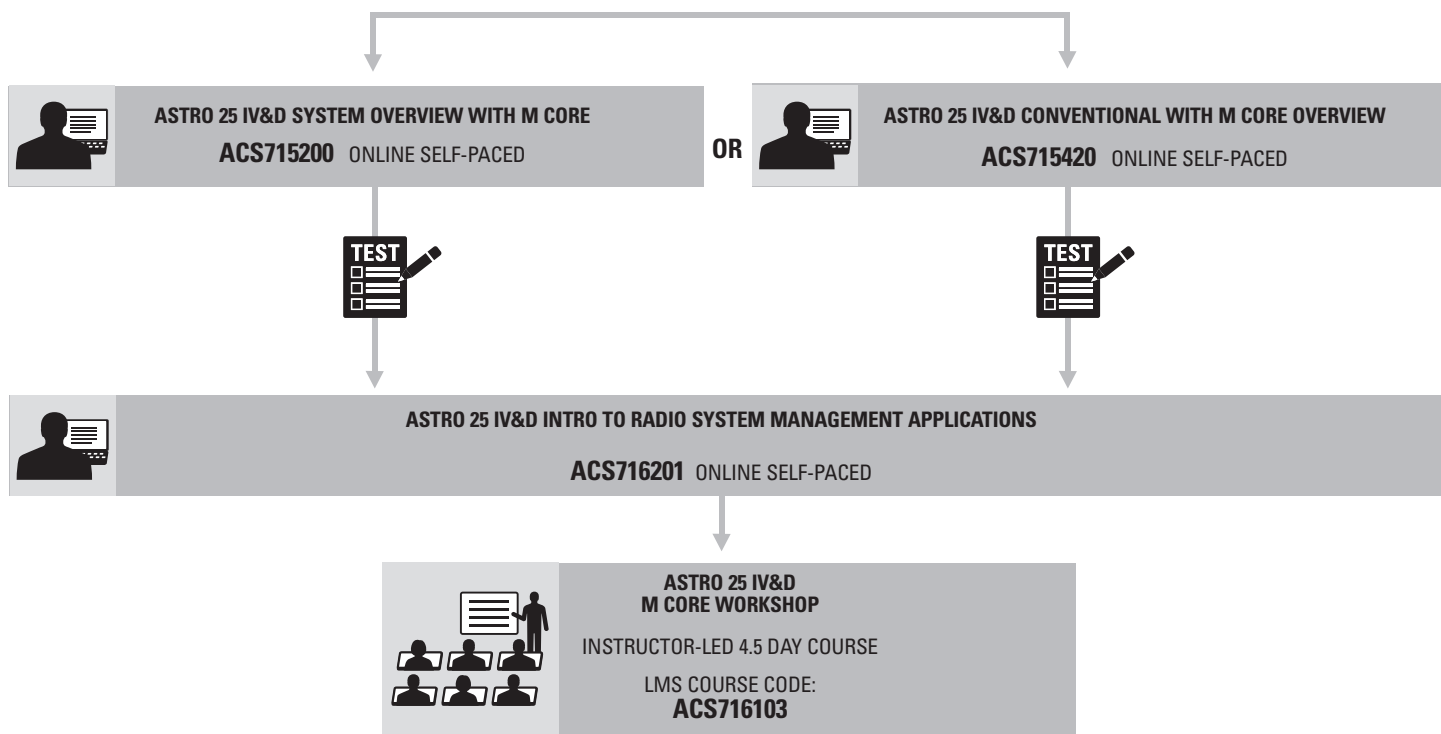 ASTRO 25 IV&D SYSTEM OVERVIEW WITH M CORE
ACS715200 ONLINE SELF-PACED
OR
ASTRO 25 IV&D CONVENTIONAL WITH M CORE OVERVIEW
ACS715420 ONLINE SELF-PACED
TEST
TEST
ASTRO 25 IV&D INTRO TO RADIO SYSTEM MANAGEMENT APPLICATIONS
ACS716201 ONLINE SELF-PACED
ASTRO 25 IV&D
M CORE WORKSHOP
INSTRUCTOR-LED 4.5 DAY COURSE
LMS COURSE CODE:
ACS716103